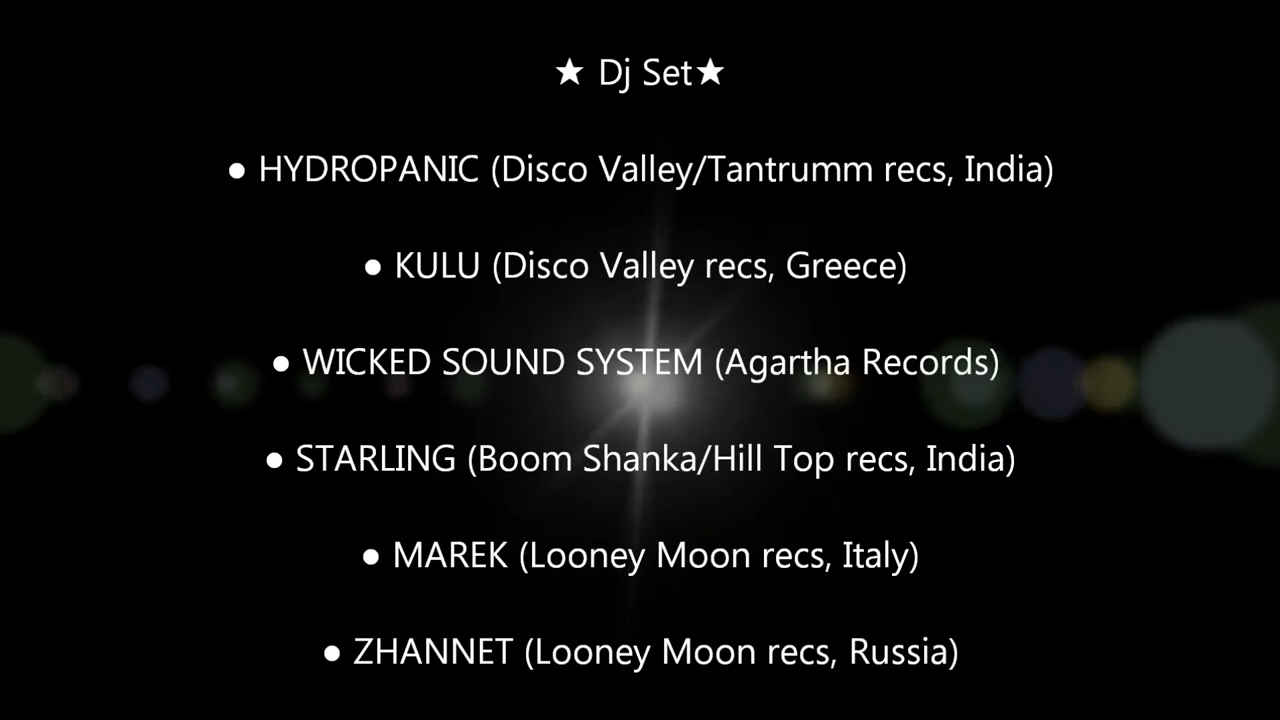 ★ Dj Set★
● HYDROPANIC (Disco Valley/Tantrumm recs, India)
● KULU (Disco Valley recs, Greece)
● WICKED SOUND SYSTEM (Agartha Records)
● STARLING (Boom Shanka/Hill Top recs, India)
● MAREK (Looney Moon recs, Italy)
● ZHANNET (Looney Moon recs, Russia)